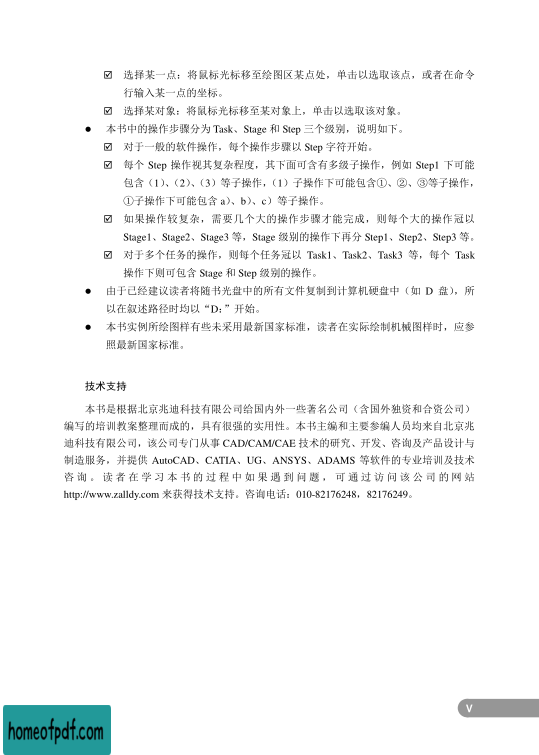 ☑ 选择某一点：将鼠标光标移至绘图区某点处，单击以选取该点，或者在命令
行输入某一点的坐标。
☑ 选择某对象：将鼠标光标移至某对象上，单击以选取该对象。
● 本书中的操作步骤分为 Task、Stage 和 Step 三个级别，说明如下。
☑ 对于一般的软件操作，每个操作步骤以 Step 字符开始。
☑ 每个 Step 操作视其复杂程度，其下面可含有多级子操作，例如 Step1 下可能
包含（1）、（2）、（3）等子操作，（1）子操作下可能包含①、②、③等子操作，
①子操作下可能包含 a）、b）、c）等子操作。
☑ 如果操作较复杂，需要几个大的操作步骤才能完成，则每个大的操作冠以
Stage1、Stage2、Stage3 等，Stage 级别的操作下再分 Step1、Step2、Step3 等。
☑ 对于多个任务的操作，则每个任务冠以 Task1、Task2、Task3 等，每个 Task
操作下则可包含 Stage 和 Step 级别的操作。
● 由于已经建议读者将随书光盘中的所有文件复制到计算机硬盘中（如 D 盘），所
以在叙述路径时均以“D:”开始。
● 本书实例所绘图样有些未采用最新国家标准，读者在实际绘制机械图样时，应参
照最新国家标准。
技术支持
本书是根据北京兆迪科技有限公司给国内外一些著名公司（含国外独资和合资公司）
编写的培训教案整理而成的，具有很强的实用性。本书主编和主要参编人员均来自北京兆
迪科技有限公司，该公司专门从事 CAD/CAM/CAE 技术的研究、开发、咨询及产品设计与
制造服务，并提供 AutoCAD、CATIA、UG、ANSYS、ADAMS 等软件的专业培训及技术
咨询。读者在学习本书的过程中如果遇到问题，可通过访问该公司的网站
http://www.zalldy.com 来获得技术支持。咨询电话：010-82176248，82176249。
V
homeofpdf.com